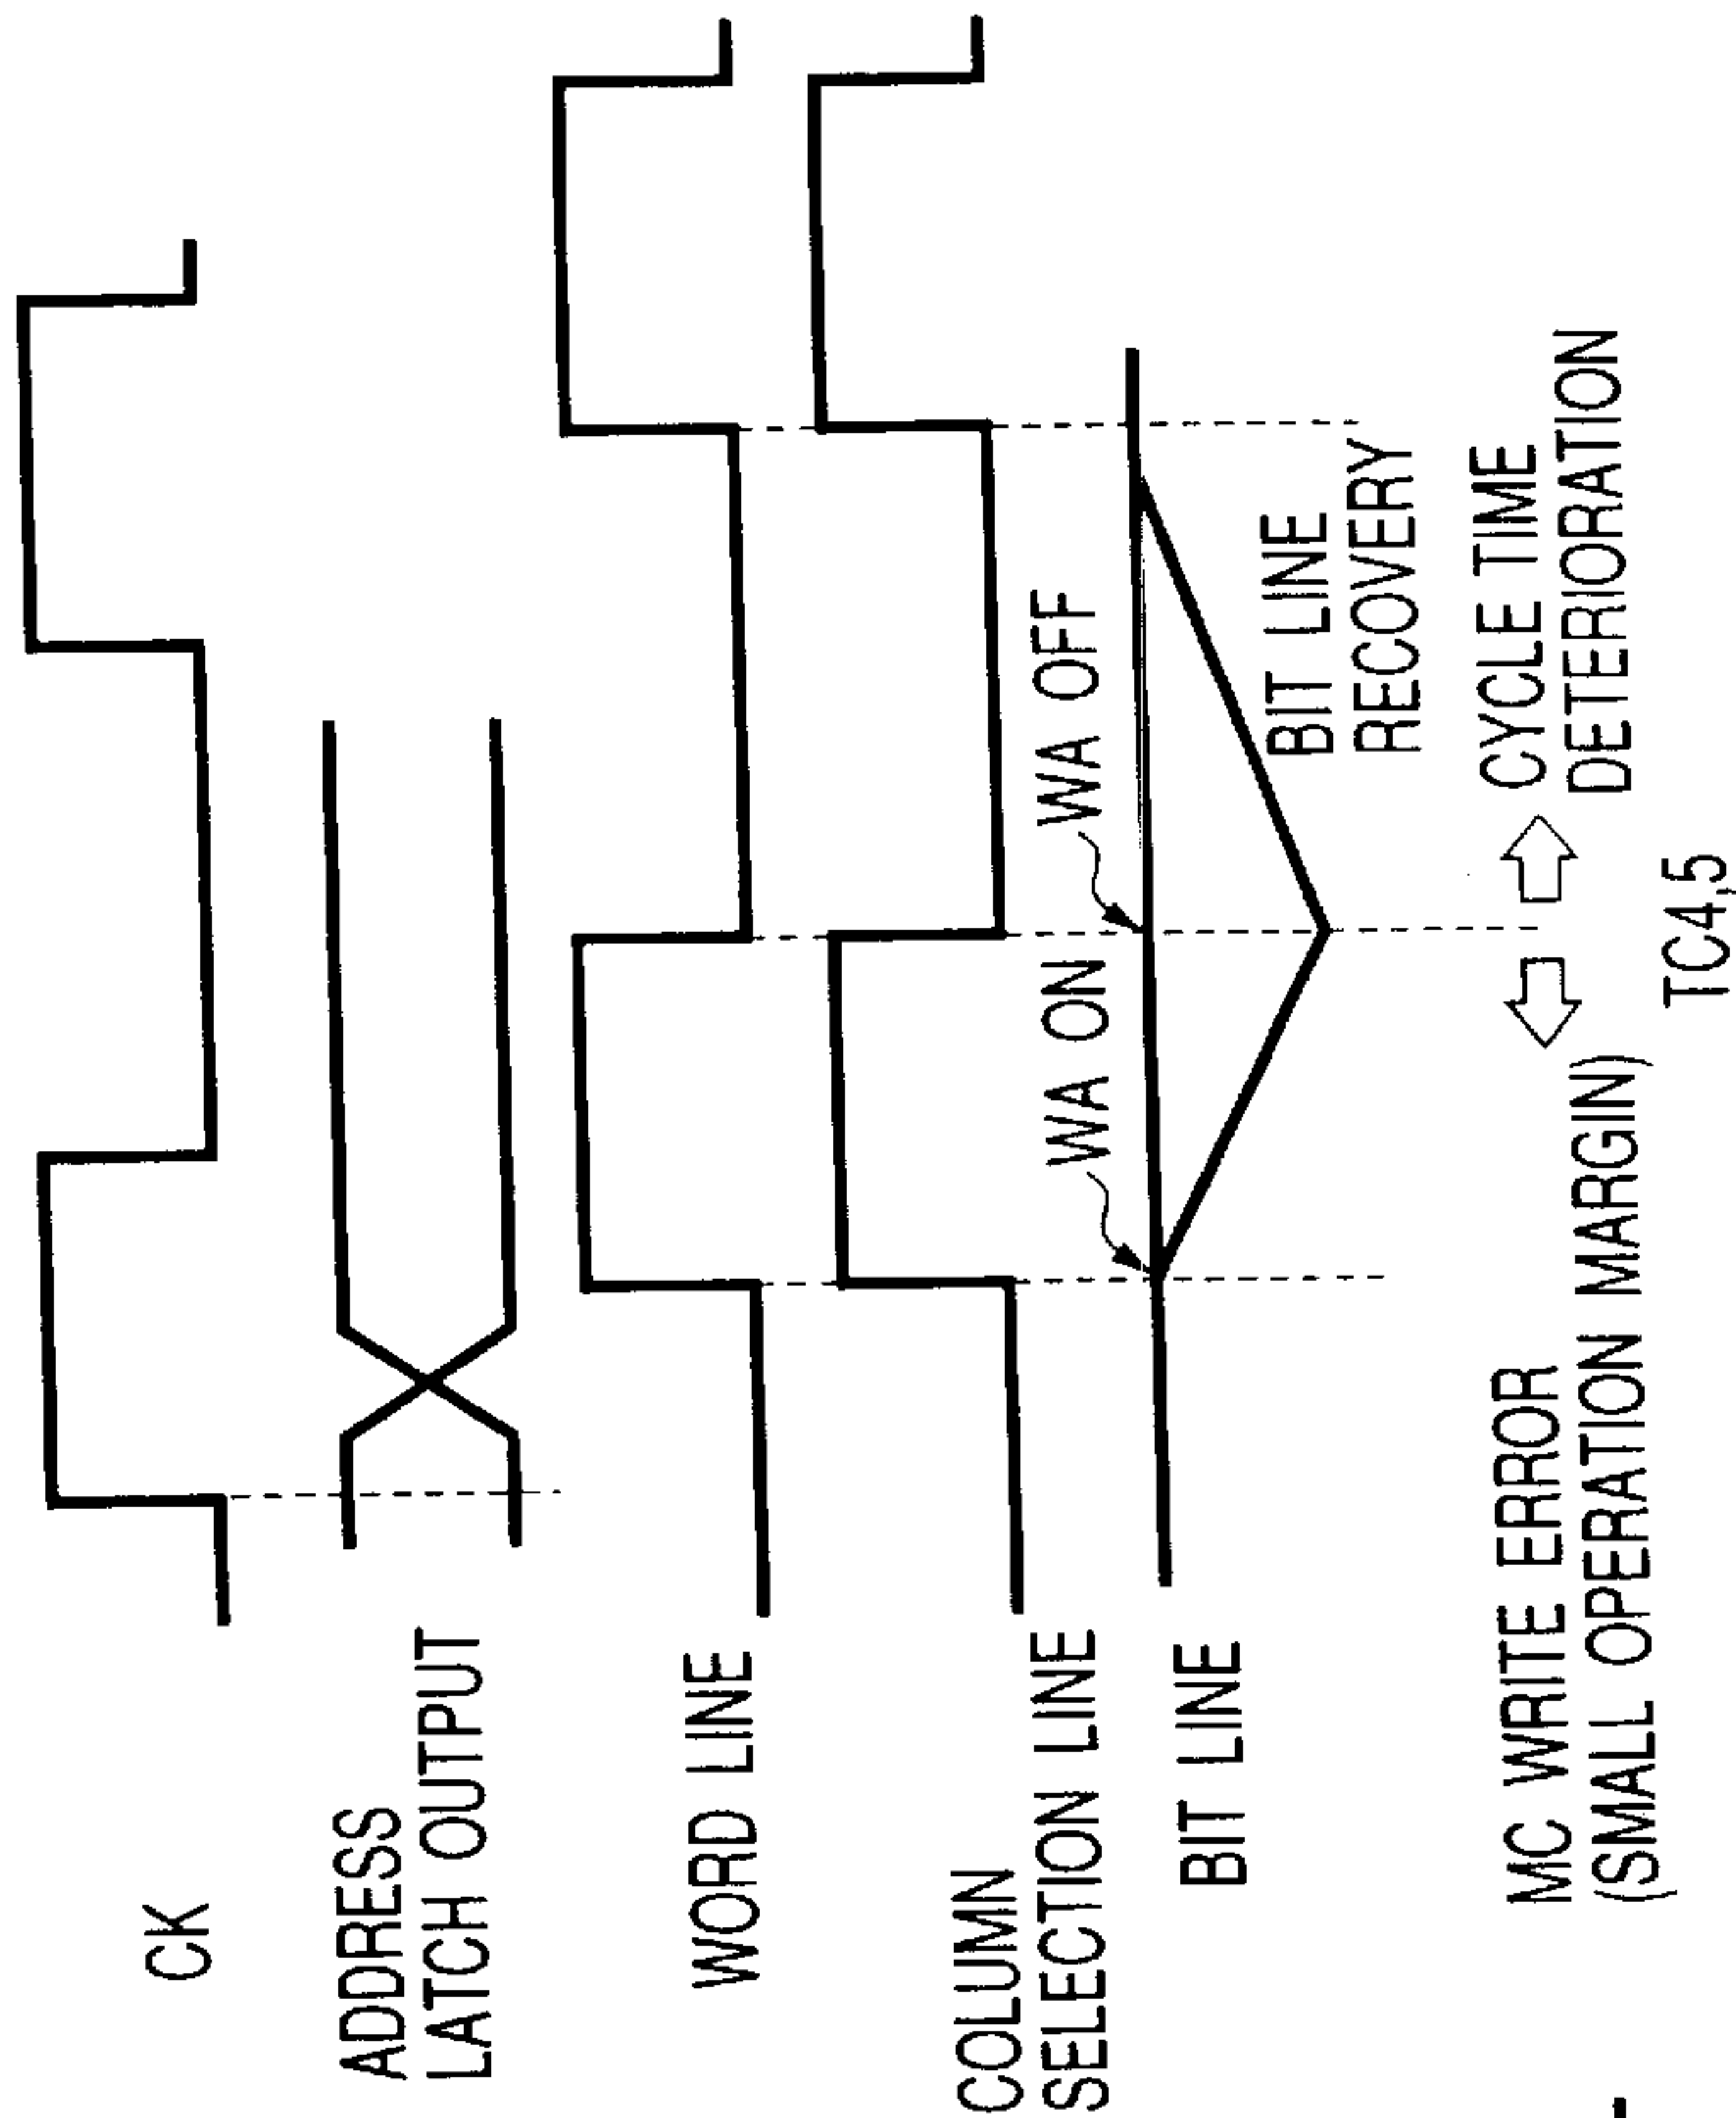 CK
ADDRESS
LATCH OUTPUT
WORD LINE
COLUMN
SELECTION LINE
WA ON
WA OFF
BIT LINE
BIT LINE
RECOVERY
MC WRITE ERROR
(SMALL OPERATION MARGIN)
CYCLE TIME
DETERIORATION
TC4,5